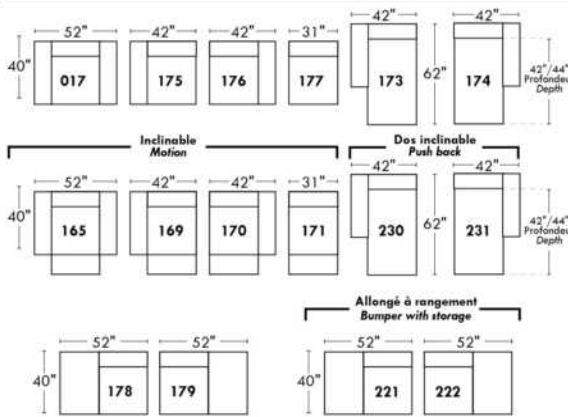 52" 42" 42" 31" 42" 42"
40" 017 175 176 177 173 62" 174 42"/44"
Profondeur
Depth
Inclinable
Motion
Dos inclinable
Push back
52" 42" 42" 31" 42" 42"
40" 165 169 170 171 230 62" 231 42"/44"
Profondeur
Depth
Allongé à rangement
Bumper with storage
52" 52" 52" 52"
40" 178 179 40" 221 222